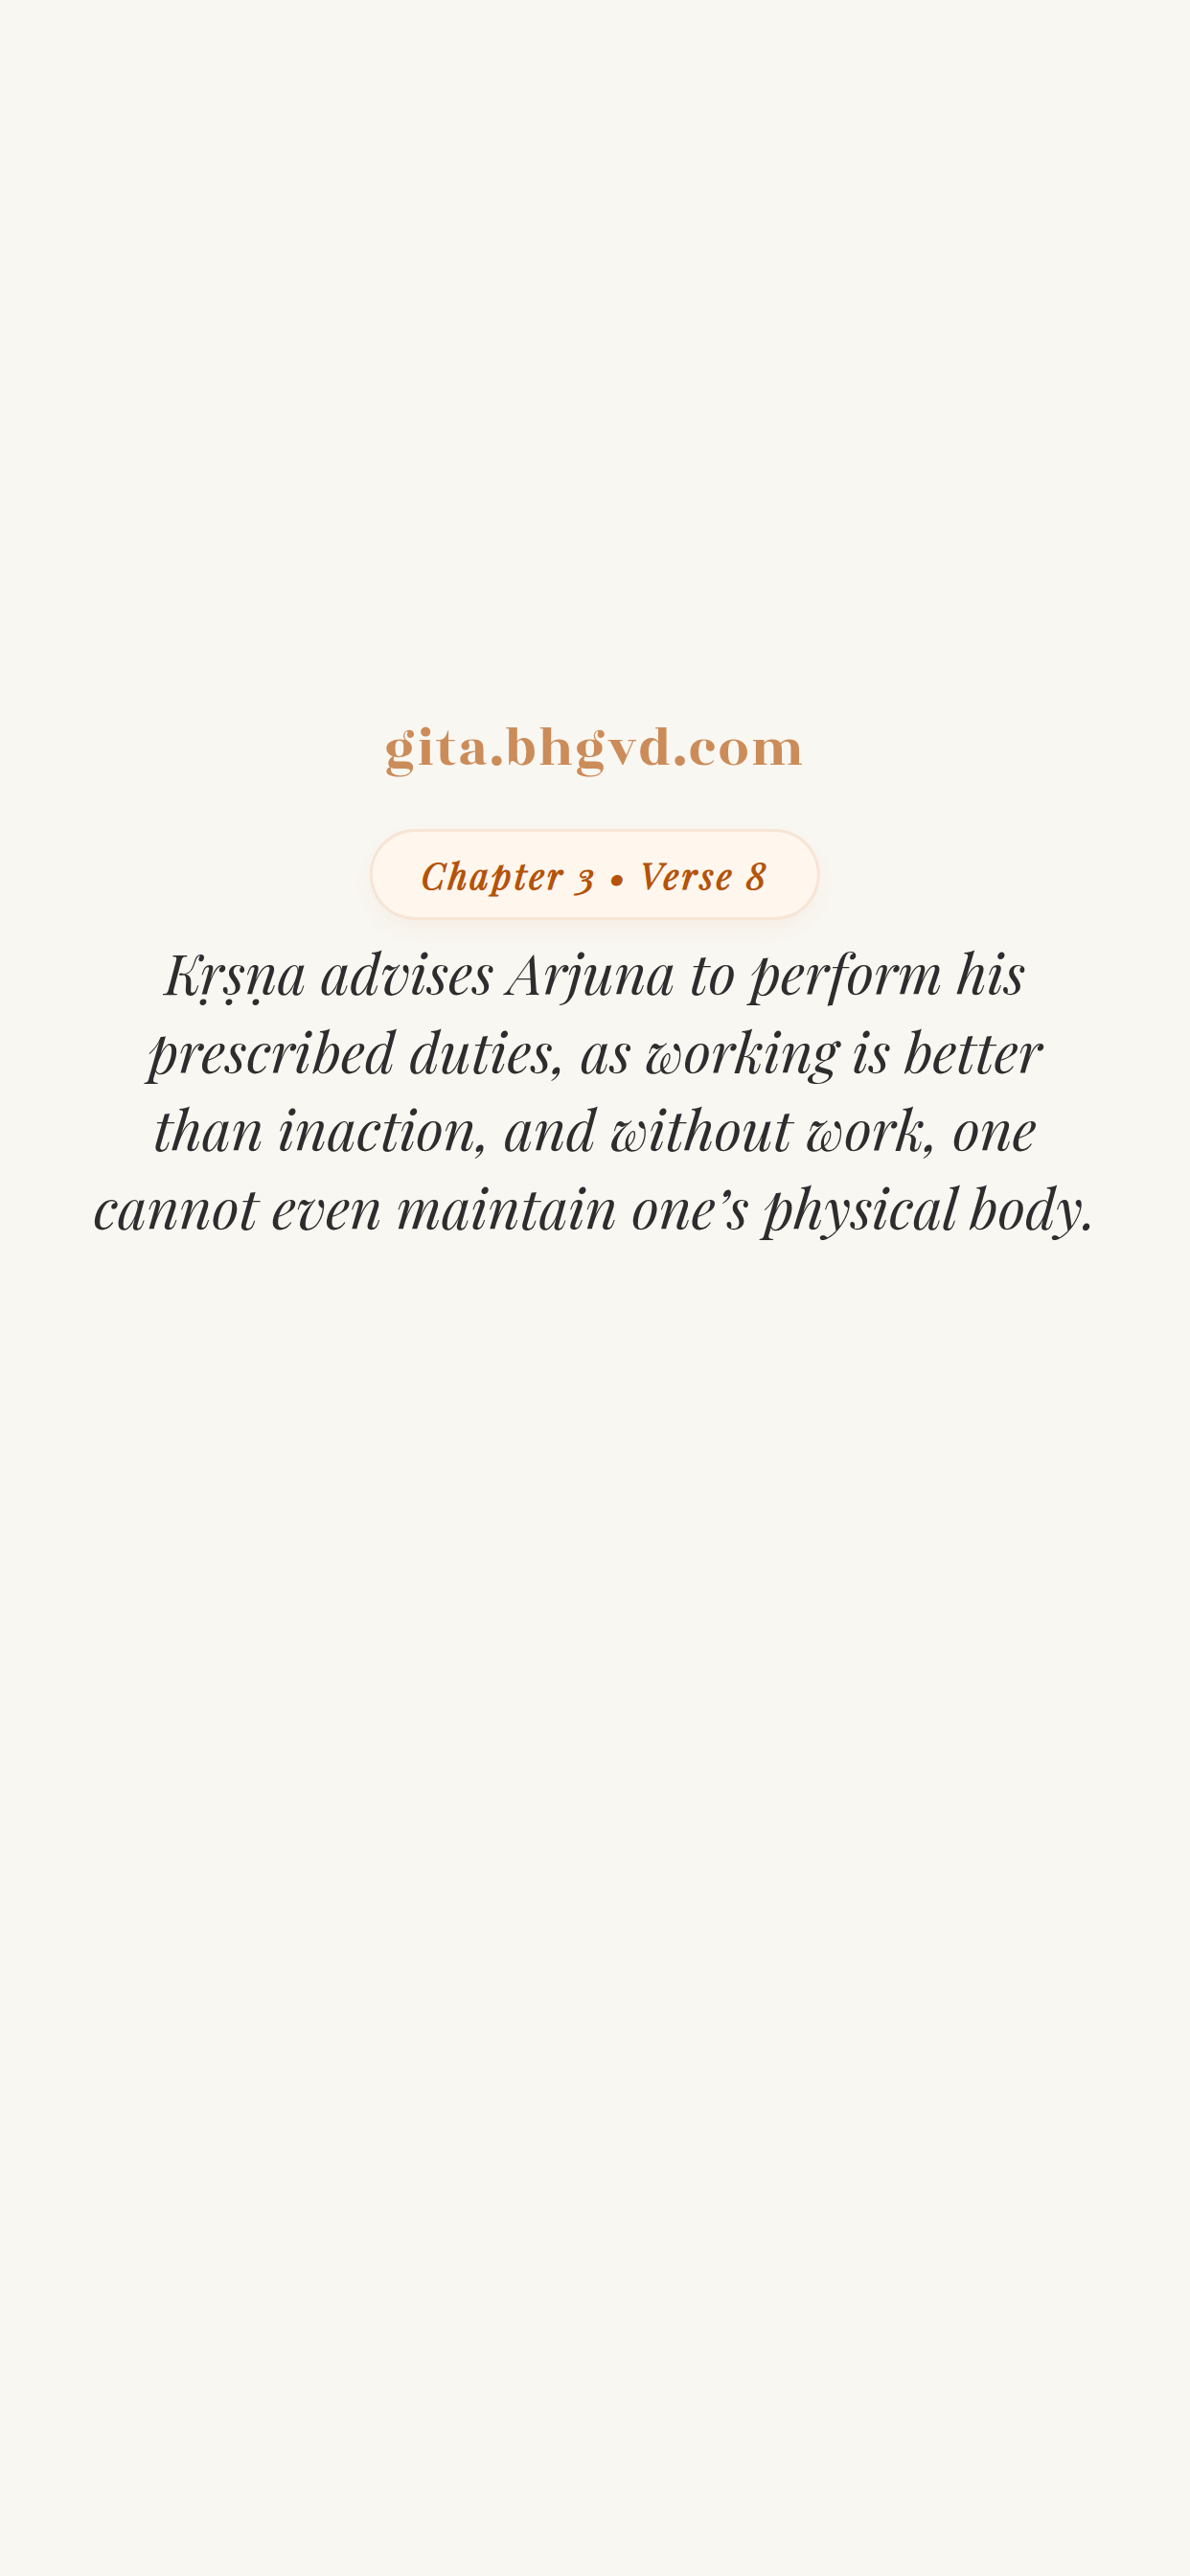 gita.bhgvd.com
Chapter 3 • Verse 8
Kṛṣṇa advises Arjuna to perform his
prescribed duties, as working is better
than inaction, and without work, one
cannot even maintain one’s physical body.